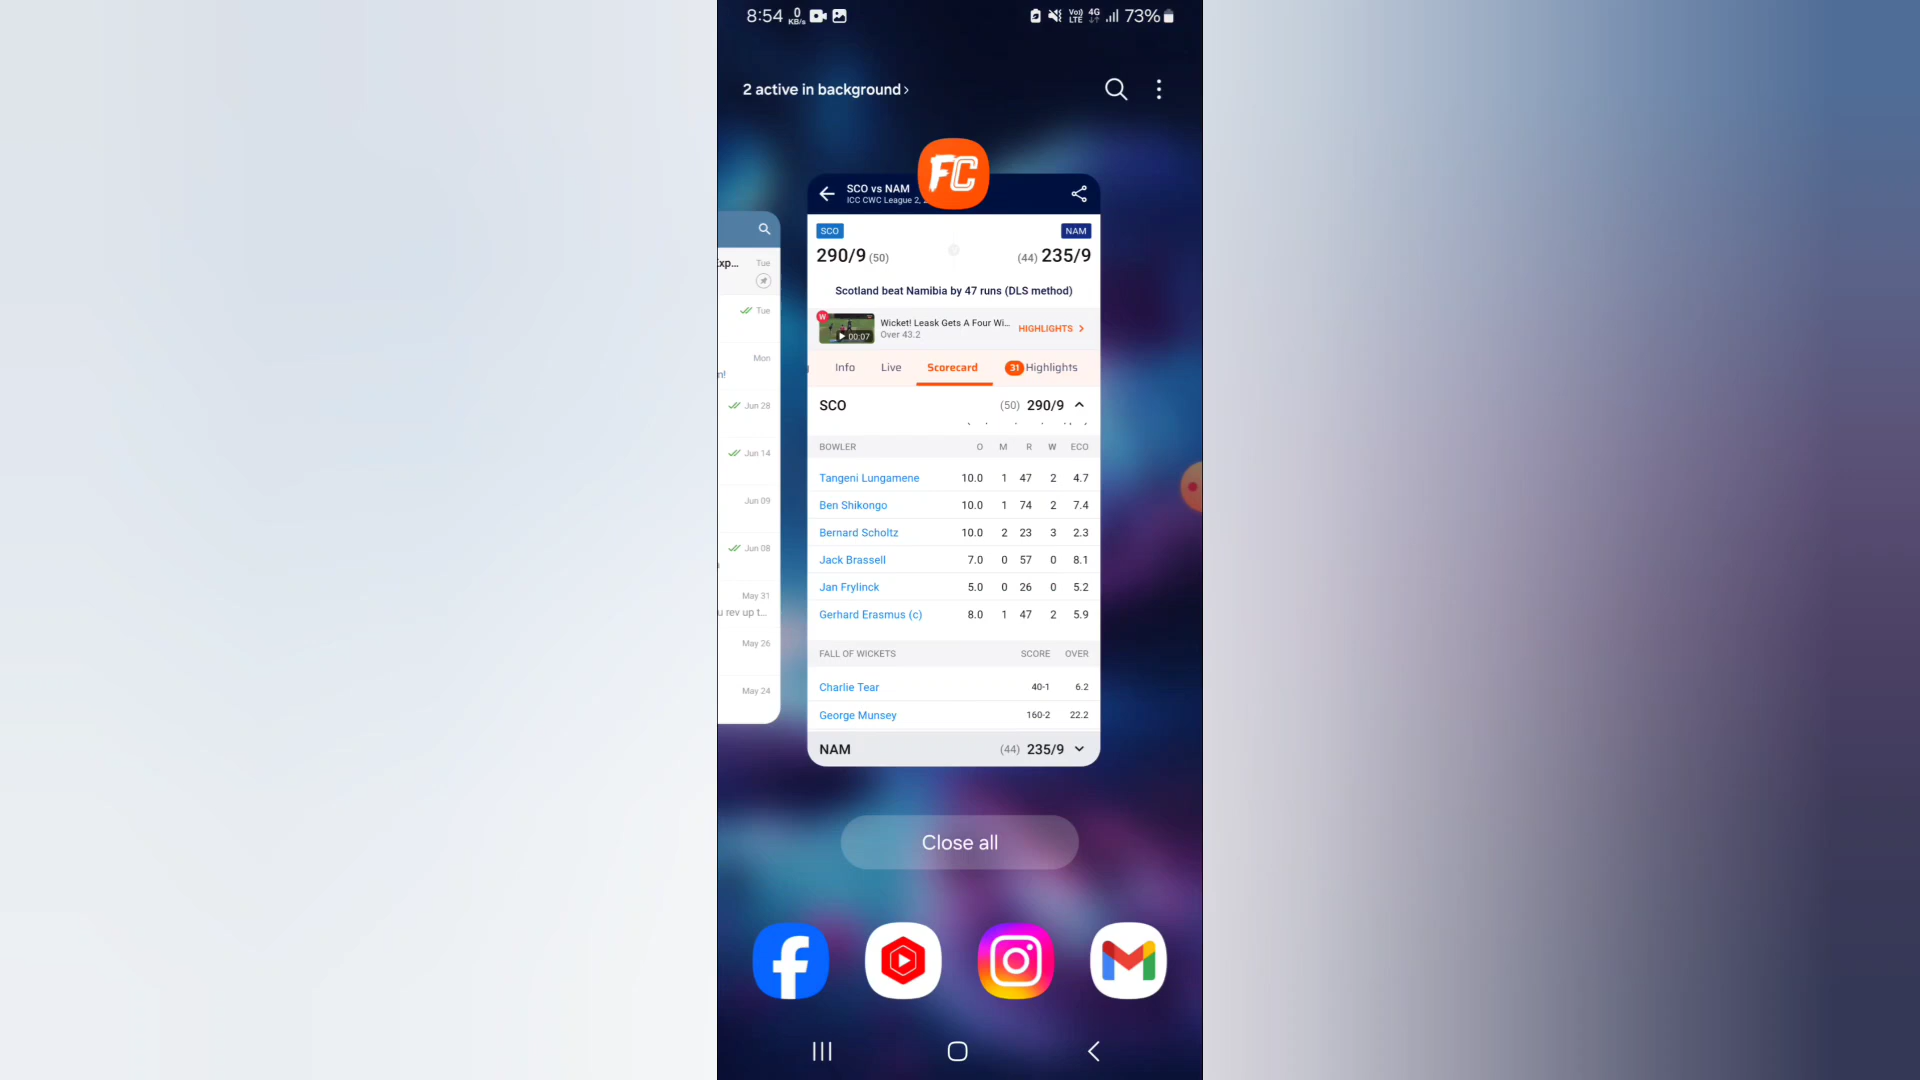 8:54 0 KB/s Vo) LTE 4G 73%
2 active in background
FC
SCO vs NAM
ICC CWC League 2,
SCO NAM
290/9 (50) (44) 235/9
Scotland beat Namibia by 47 runs (DLS method)
W 00:07 Wicket! Leask Gets A Four Wi... HIGHLIGHTS
Over 43.2
Info Live Scorecard 31 Highlights
SCO (50) 290/9
BOWLER O M R W ECO
Tangeni Lungamene 10.0 1 47 2 4.7
Ben Shikongo 10.0 1 74 2 7.4
Bernard Scholtz 10.0 2 23 3 2.3
Jack Brassell 7.0 0 57 0 8.1
Jan Frylinck 5.0 0 26 0 5.2
Gerhard Erasmus (c) 8.0 1 47 2 5.9
FALL OF WICKETS SCORE OVER
Charlie Tear 40-1 6.2
George Munsey 160-2 22.2
NAM (44) 235/9
Tue
Tue
Mon
n!
Jun 28
Jun 14
Jun 09
Jun 08
May 31
u rev up t...
May 26
May 24
Close all